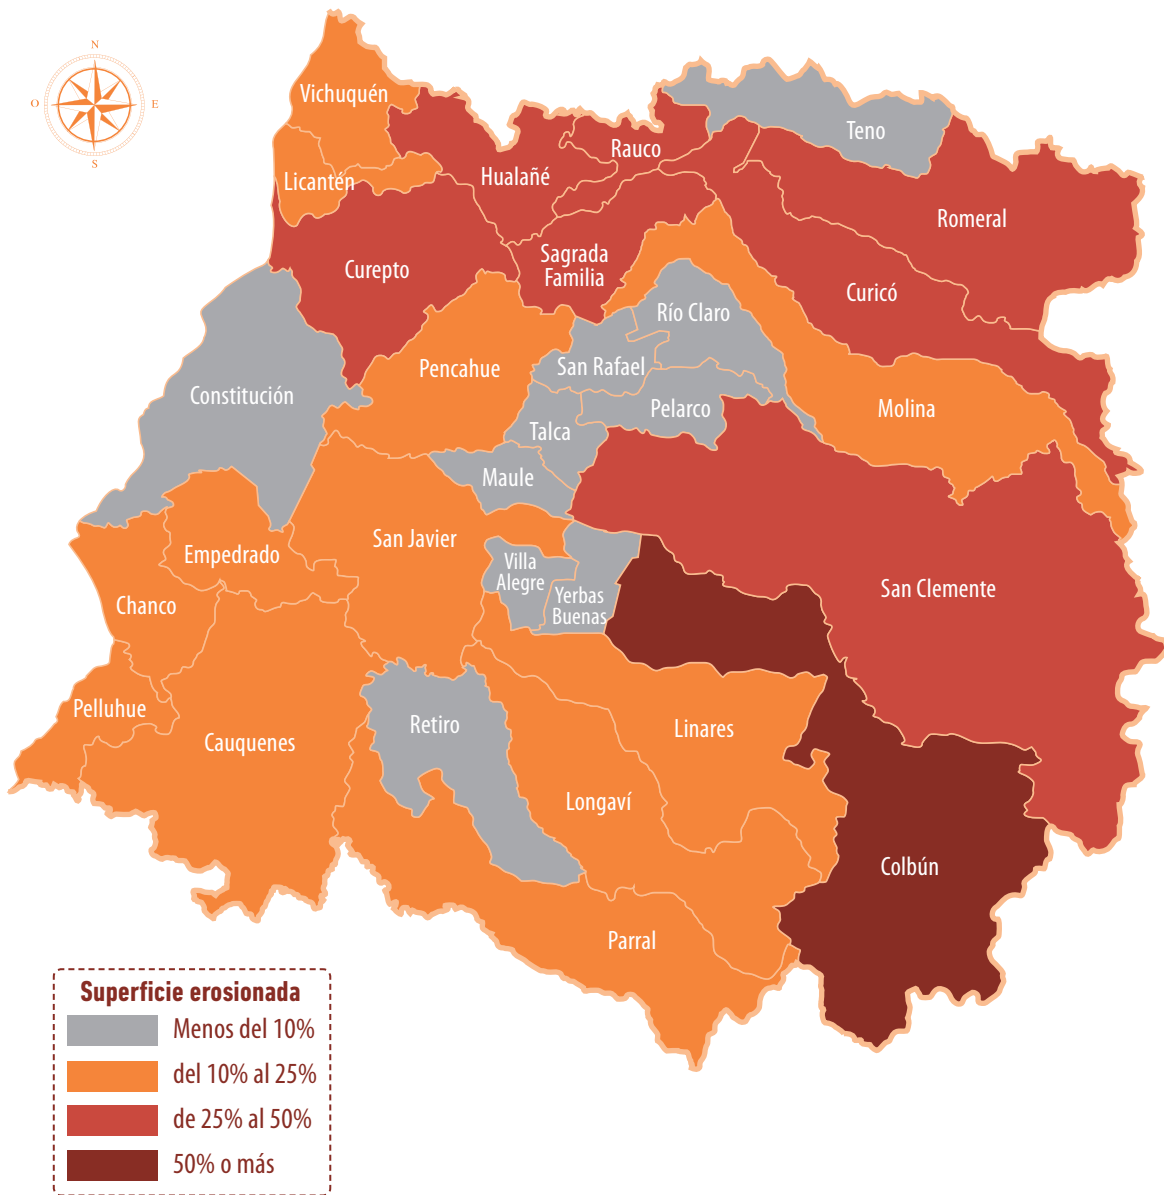 N
O
E
S
Vichuquén
Teno
Rauco
Licantén
Hualañé
Romeral
Sagrada
Familia
Curepto
Curicó
Río Claro
San Rafael
Pencahue
Constitución
Pelarco
Molina
Talca
Maule
San Javier
Empedrado
Villa
Alegre
Yerbas
Buenas
San Clemente
Chanco
Pelluhue
Cauquenes
Retiro
Linares
Longaví
Colbún
Parral
Superficie erosionada
Menos del 10%
del 10% al 25%
de 25% al 50%
50% o más